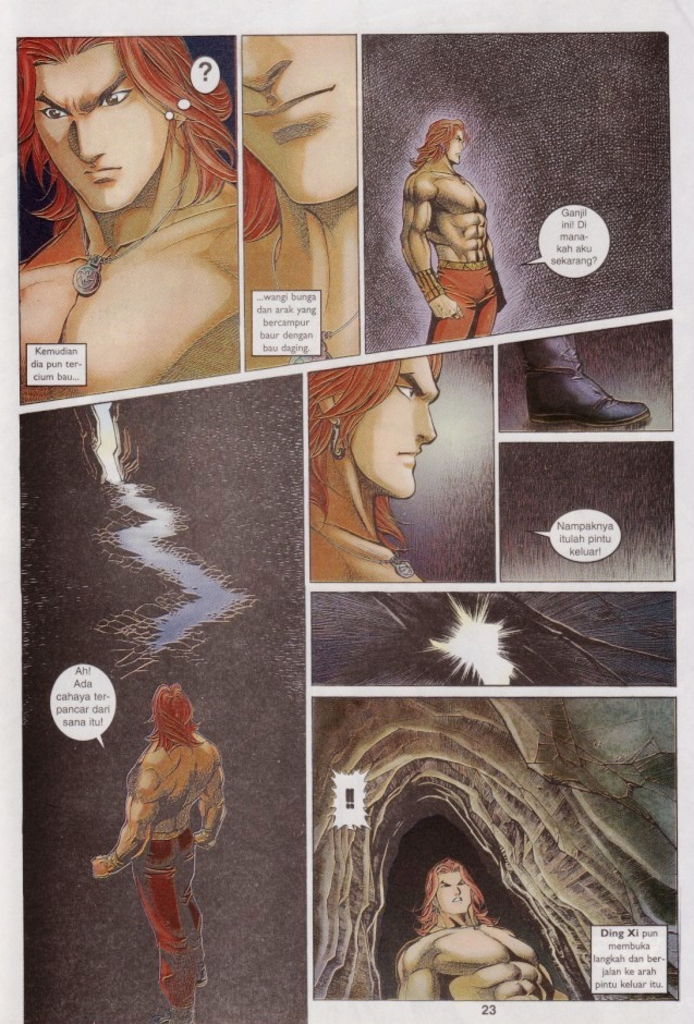 ?
Kemudian
dia pun ter-
cium bau...
...wangi bunga
dan arak yang
bercampur
baur dengan
bau daging.
Ganjil
ini! Di
mana-
kah aku
sekarang?
Ah!
Ada
cahaya ter-
pancar dari
sana itu!
Nampaknya
itulah pintu
keluar!
!!
Ding Xi pun
membuka
langkah dan ber-
jalan ke arah
pintu keluar itu.
23